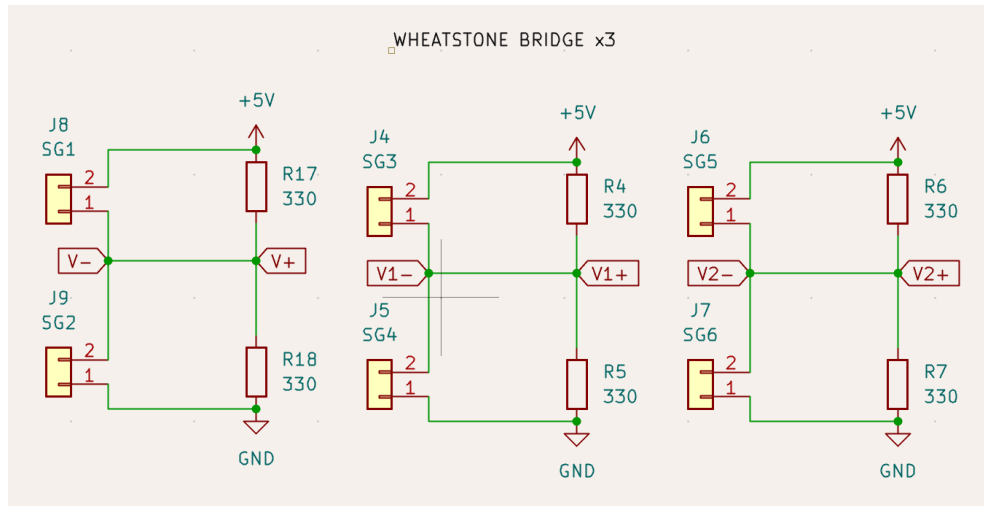 WHEATSTONE BRIDGE x3
+5V
J8
SG1
2
1
R17
330
V-
V+
J9
SG2
2
1
R18
330
GND
+5V
J4
SG3
2
1
R4
330
V1-
V1+
J5
SG4
2
1
R5
330
GND
+5V
J6
SG5
2
1
R6
330
V2-
V2+
J7
SG6
2
1
R7
330
GND